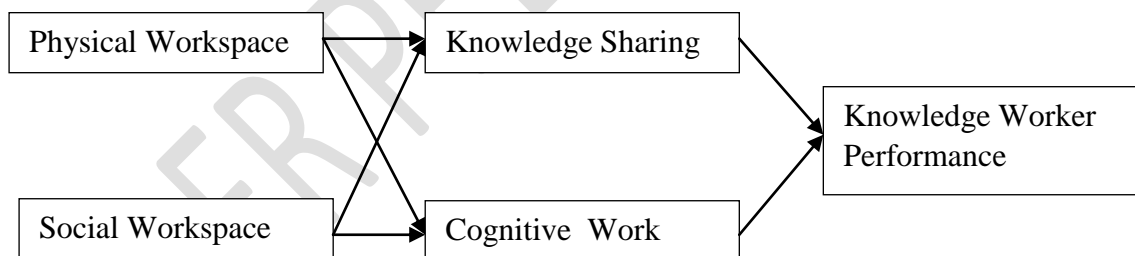 Physical Workspace
Knowledge Sharing
Knowledge Worker
Performance
Social Workspace
Cognitive Work